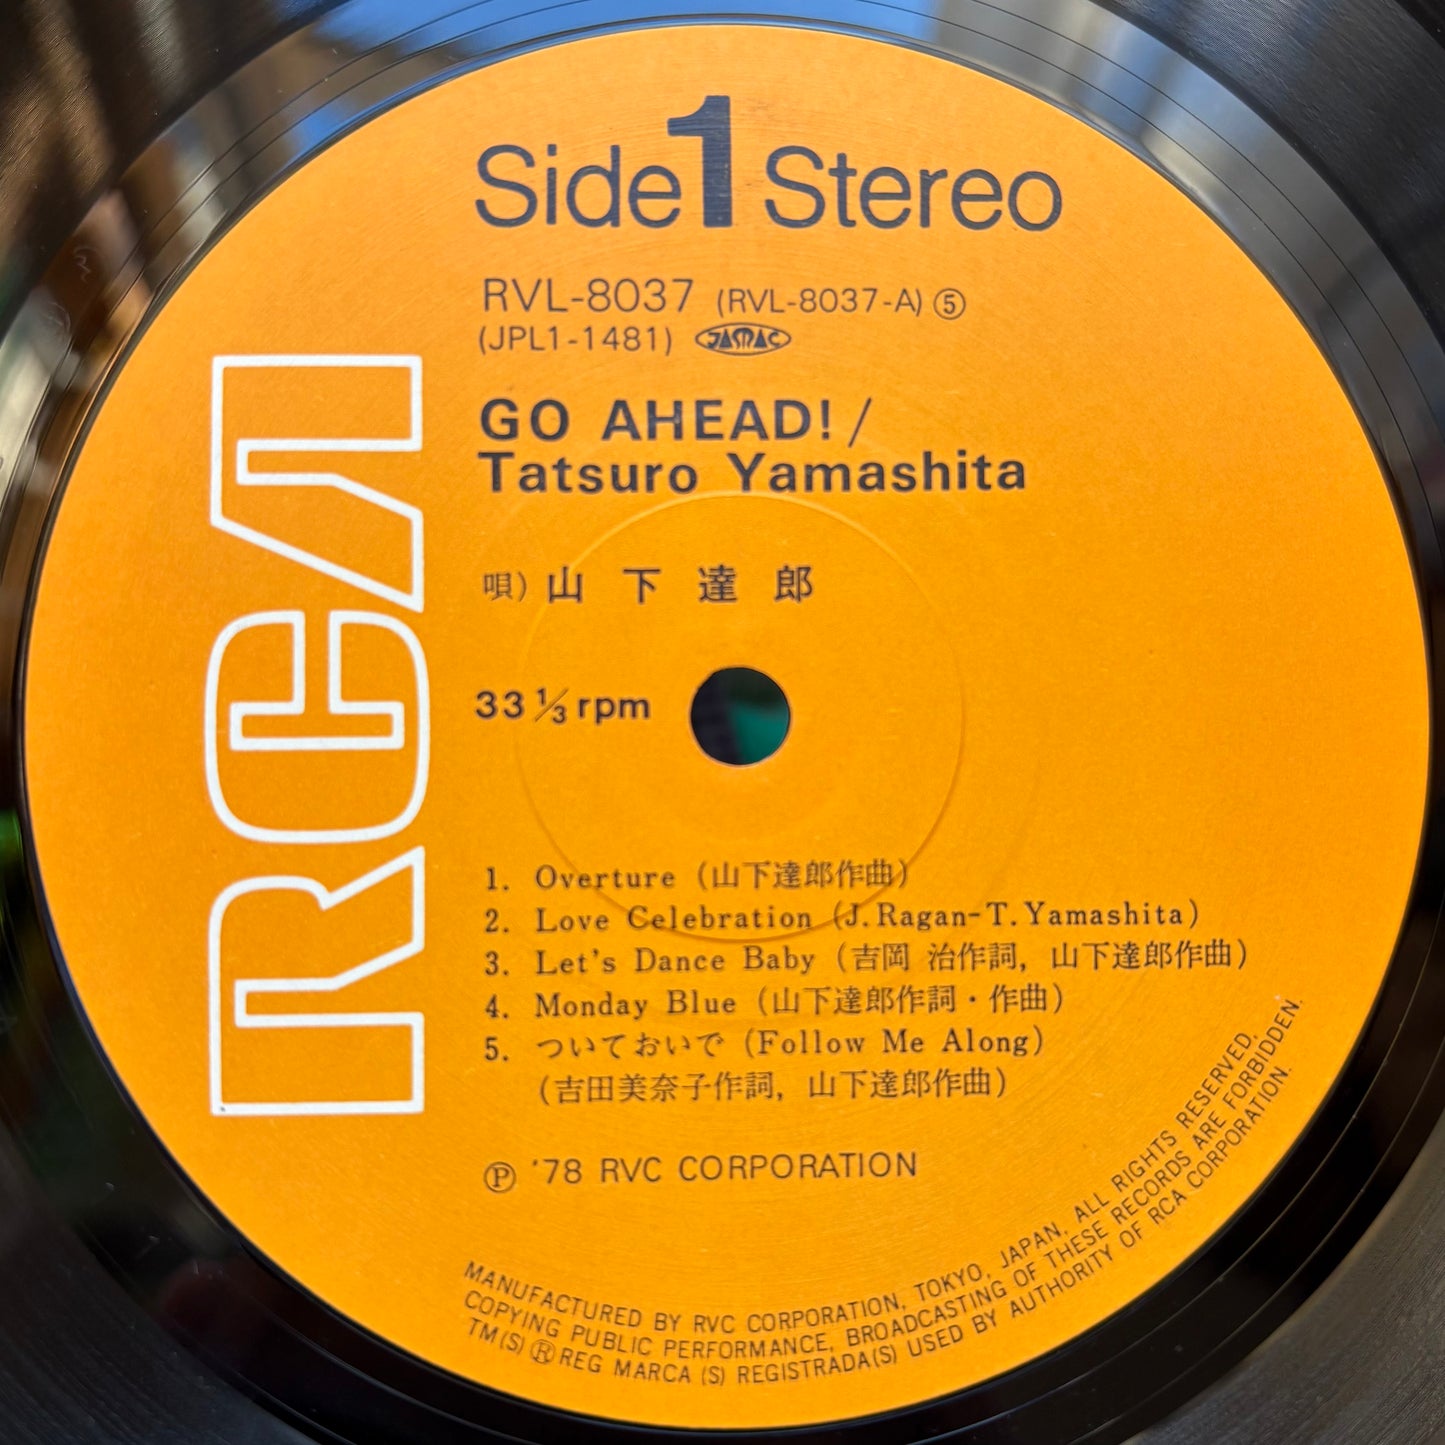 Side 1 Stereo
RVL-8037 (RVL-8037-A) ⑤
(JPL1-1481) JAMAC
GO AHEAD! /
Tatsuro Yamashita
唄) 山下達郎
33 1/3 rpm
RCA
1. Overture (山下達郎作曲)
2. Love Celebration (J.Ragan-T.Yamashita)
3. Let's Dance Baby (吉岡 治作詞, 山下達郎作曲)
4. Monday Blue (山下達郎作詞・作曲)
5. ついておいで (Follow Me Along)
(吉田美奈子作詞, 山下達郎作曲)
Ⓟ '78 RVC CORPORATION
MANUFACTURED BY RVC CORPORATION, TOKYO, JAPAN, ALL RIGHTS RESERVED,
COPYING PUBLIC PERFORMANCE, BROADCASTING OF THESE RECORDS ARE FORBIDDEN.
TM(S) ® REG MARCA (S) REGISTRADA(S) USED BY AUTHORITY OF RCA CORPORATION.